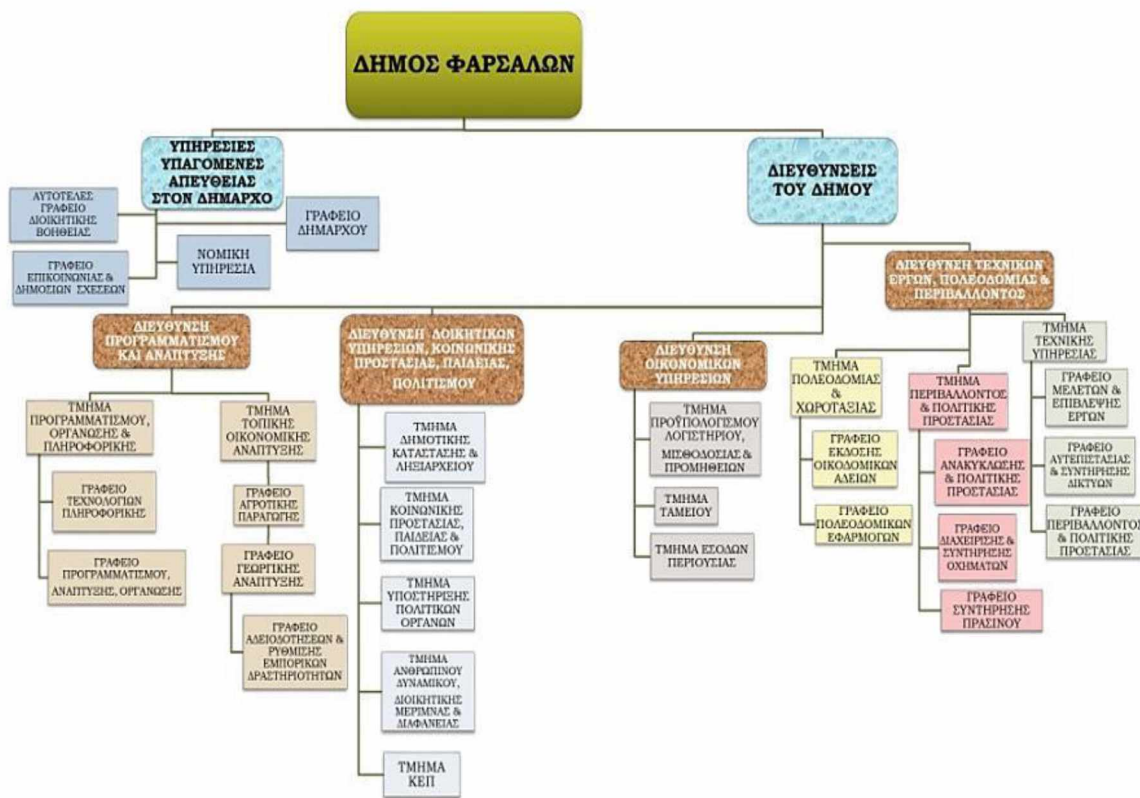 ΔΗΜΟΣ ΦΑΡΣΑΛΩΝ
ΥΠΗΡΕΣΙΕΣ
ΥΠΑΓΟΜΕΝΕΣ
ΑΠΕΥΘΕΙΑΣ
ΣΤΟΝ ΔΗΜΑΡΧΟ
ΑΥΤΟΤΕΛΕΣ
ΓΡΑΦΕΙΟ
ΔΙΟΙΚΗΤΙΚΗΣ
ΒΟΗΘΕΙΑΣ
ΓΡΑΦΕΙΟ
ΔΗΜΑΡΧΟΥ
ΓΡΑΦΕΙΟ
ΕΠΙΚΟΙΝΩΝΙΑΣ &
ΔΗΜΟΣΙΩΝ ΣΧΕΣΕΩΝ
ΝΟΜΙΚΗ
ΥΠΗΡΕΣΙΑ
ΔΙΕΥΘΥΝΣΕΙΣ
ΤΟΥ ΔΗΜΟΥ
ΔΙΕΥΘΥΝΣΗ
ΠΡΟΓΡΑΜΜΑΤΙΣΜΟΥ
ΚΑΙ ΑΝΑΠΤΥΞΗΣ
ΤΜΗΜΑ
ΠΡΟΓΡΑΜΜΑΤΙΣΜΟΥ,
ΟΡΓΑΝΩΣΗΣ &
ΠΛΗΡΟΦΟΡΙΚΗΣ
ΓΡΑΦΕΙΟ
ΤΕΧΝΟΛΟΓΙΩΝ
ΠΛΗΡΟΦΟΡΙΚΗΣ
ΓΡΑΦΕΙΟ
ΠΡΟΓΡΑΜΜΑΤΙΣΜΟΥ,
ΑΝΑΠΤΥΞΗΣ, ΟΡΓΑΝΩΣΗΣ
ΤΜΗΜΑ
ΤΟΠΙΚΗΣ
ΟΙΚΟΝΟΜΙΚΗΣ
ΑΝΑΠΤΥΞΗΣ
ΓΡΑΦΕΙΟ
ΑΓΡΟΤΙΚΗΣ
ΠΑΡΑΓΩΓΗΣ
ΓΡΑΦΕΙΟ
ΓΕΩΡΓΙΚΗΣ
ΑΝΑΠΤΥΞΗΣ
ΓΡΑΦΕΙΟ
ΑΔΕΙΟΔΟΤΗΣΕΩΝ &
ΡΥΘΜΙΣΗΣ
ΕΜΠΟΡΙΚΩΝ
ΔΡΑΣΤΗΡΙΟΤΗΤΩΝ
ΔΙΕΥΘΥΝΣΗ ΔΟΙΚΗΤΙΚΩΝ
ΥΠΗΡΕΣΙΩΝ, ΚΟΙΝΩΝΙΚΗΣ
ΠΡΟΣΤΑΣΙΑΣ, ΠΑΙΔΕΙΑΣ,
ΠΟΛΙΤΙΣΜΟΥ
ΤΜΗΜΑ
ΔΗΜΟΤΙΚΗΣ
ΚΑΤΑΣΤΑΣΗΣ &
ΛΗΞΙΑΡΧΕΙΟΥ
ΤΜΗΜΑ
ΚΟΙΝΩΝΙΚΗΣ
ΠΡΟΣΤΑΣΙΑΣ,
ΠΑΙΔΕΙΑΣ &
ΠΟΛΙΤΙΣΜΟΥ
ΤΜΗΜΑ
ΥΠΟΣΤΗΡΙΞΗΣ
ΠΟΛΙΤΙΚΩΝ
ΟΡΓΑΝΩΝ
ΤΜΗΜΑ
ΑΝΘΡΩΠΙΝΟΥ
ΔΥΝΑΜΙΚΟΥ,
ΔΙΟΙΚΗΤΙΚΗΣ
ΜΕΡΙΜΝΑΣ &
ΔΙΑΦΑΝΕΙΑΣ
ΤΜΗΜΑ
ΚΕΠ
ΔΙΕΥΘΥΝΣΗ
ΟΙΚΟΝΟΜΙΚΩΝ
ΥΠΗΡΕΣΙΩΝ
ΤΜΗΜΑ
ΠΡΟΫΠΟΛΟΓΙΣΜΟΥ
ΛΟΓΙΣΤΗΡΙΟΥ,
ΜΙΣΘΟΔΟΣΙΑΣ &
ΠΡΟΜΗΘΕΙΩΝ
ΤΜΗΜΑ
ΤΑΜΕΙΟΥ
ΤΜΗΜΑ ΕΣΟΔΩΝ
ΠΕΡΙΟΥΣΙΑΣ
ΔΙΕΥΘΥΝΣΗ ΤΕΧΝΙΚΩΝ
ΕΡΓΩΝ, ΠΟΛΕΟΔΟΜΙΑΣ &
ΠΕΡΙΒΑΛΛΟΝΤΟΣ
ΤΜΗΜΑ
ΠΟΛΕΟΔΟΜΙΑΣ
&
ΧΩΡΟΤΑΞΙΑΣ
ΓΡΑΦΕΙΟ
ΕΚΔΟΣΗΣ
ΟΙΚΟΔΟΜΙΚΩΝ
ΑΔΕΙΩΝ
ΓΡΑΦΕΙΟ
ΠΟΛΕΟΔΟΜΙΚΩΝ
ΕΦΑΡΜΟΓΩΝ
ΤΜΗΜΑ
ΠΕΡΙΒΑΛΛΟΝΤΟΣ
& ΠΟΛΙΤΙΚΗΣ
ΠΡΟΣΤΑΣΙΑΣ
ΓΡΑΦΕΙΟ
ΑΝΑΚΥΚΛΩΣΗΣ
& ΠΟΛΙΤΙΚΗΣ
ΠΡΟΣΤΑΣΙΑΣ
ΓΡΑΦΕΙΟ
ΔΙΑΧΕΙΡΙΣΗΣ &
ΣΥΝΤΗΡΗΣΗΣ
ΟΧΗΜΑΤΩΝ
ΓΡΑΦΕΙΟ
ΣΥΝΤΗΡΗΣΗΣ
ΠΡΑΣΙΝΟΥ
ΤΜΗΜΑ
ΤΕΧΝΙΚΗΣ
ΥΠΗΡΕΣΙΑΣ
ΓΡΑΦΕΙΟ
ΜΕΛΕΤΩΝ &
ΕΠΙΒΛΕΨΗΣ
ΕΡΓΩΝ
ΓΡΑΦΕΙΟ
ΑΥΤΕΠΙΣΤΑΣΙΑΣ
& ΣΥΝΤΗΡΗΣΗΣ
ΔΙΚΤΥΩΝ
ΓΡΑΦΕΙΟ
ΠΕΡΙΒΑΛΛΟΝΤΟΣ
& ΠΟΛΙΤΙΚΗΣ
ΠΡΟΣΤΑΣΙΑΣ